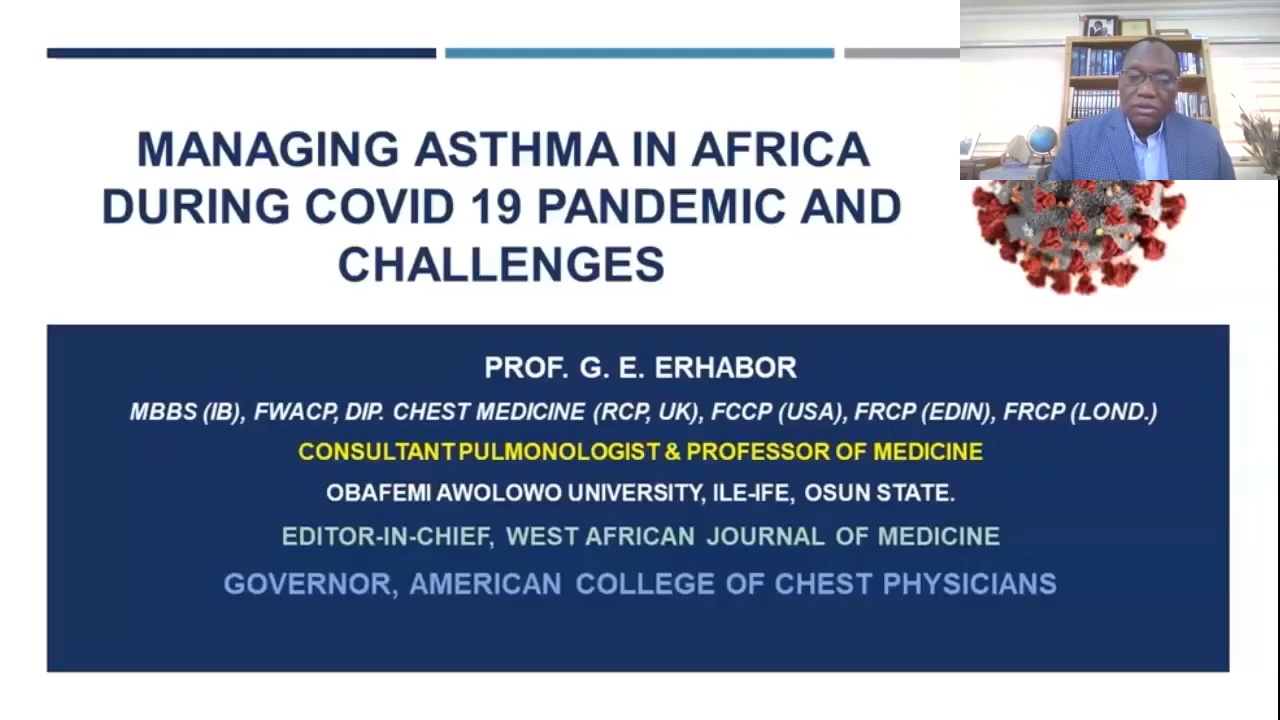 MANAGING ASTHMA IN AFRICA
DURING COVID 19 PANDEMIC AND
CHALLENGES
PROF. G. E. ERHABOR
MBBS (IB), FWACP, DIP. CHEST MEDICINE (RCP, UK), FCCP (USA), FRCP (EDIN), FRCP (LOND.)
CONSULTANT PULMONOLOGIST & PROFESSOR OF MEDICINE
OBAFEMI AWOLOWO UNIVERSITY, ILE-IFE, OSUN STATE.
EDITOR-IN-CHIEF, WEST AFRICAN JOURNAL OF MEDICINE
GOVERNOR, AMERICAN COLLEGE OF CHEST PHYSICIANS